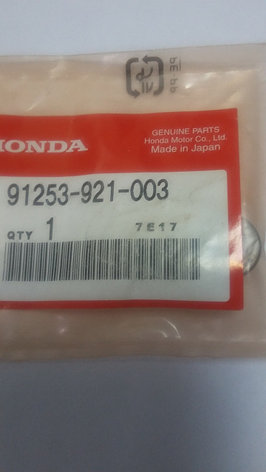 HONDA
GENUINE PARTS
Honda Motor Co., Ltd.
Made in Japan
91253-921-003
QTY 1 7E17